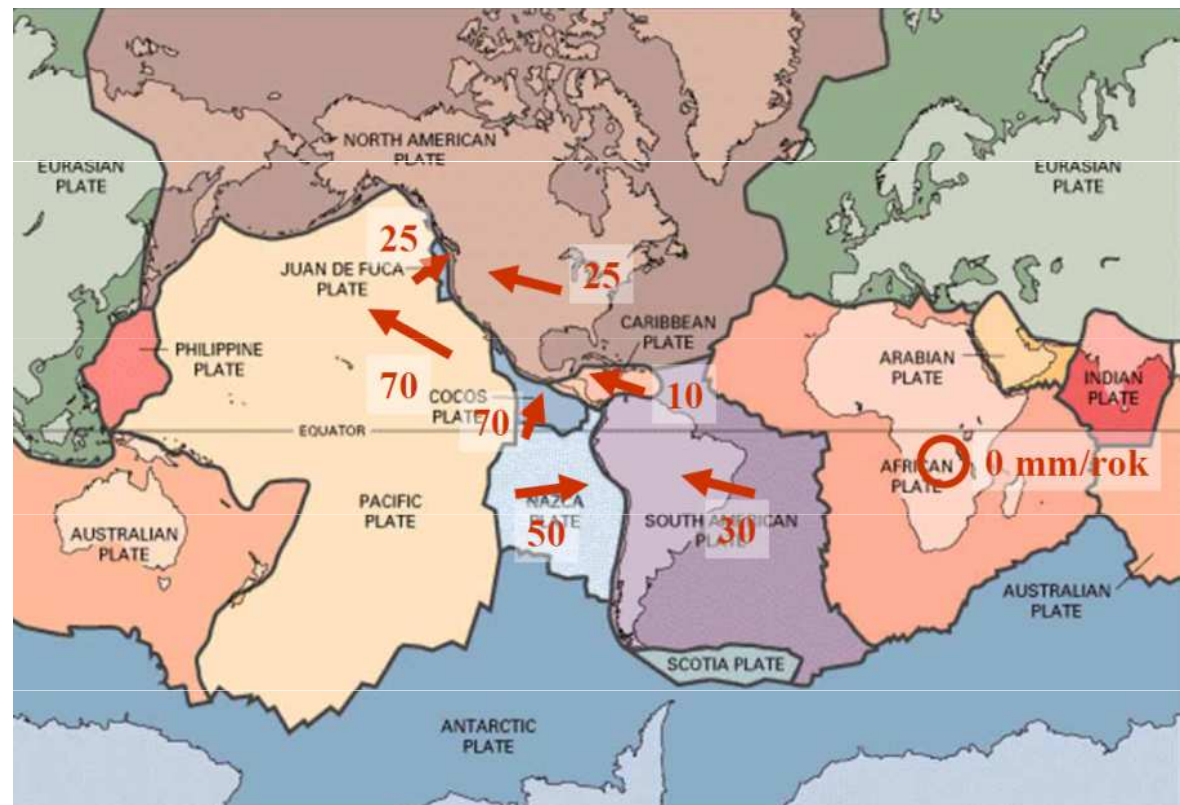 NORTH AMERICAN
PLATE
EURASIAN
PLATE
EURASIAN
PLATE
25
JUAN DE FUCA
PLATE
25
CARIBBEAN
PLATE
PHILIPPINE
PLATE
ARABIAN
PLATE
INDIAN
PLATE
70
COCOS
PLATE
70
10
EQUATOR
AFRICAN
PLATE
0 mm/rok
PACIFIC
PLATE
NAZCA
PLATE
50
SOUTH AMERICAN
PLATE
30
AUSTRALIAN
PLATE
AUSTRALIAN
PLATE
SCOTIA PLATE
ANTARCTIC
PLATE